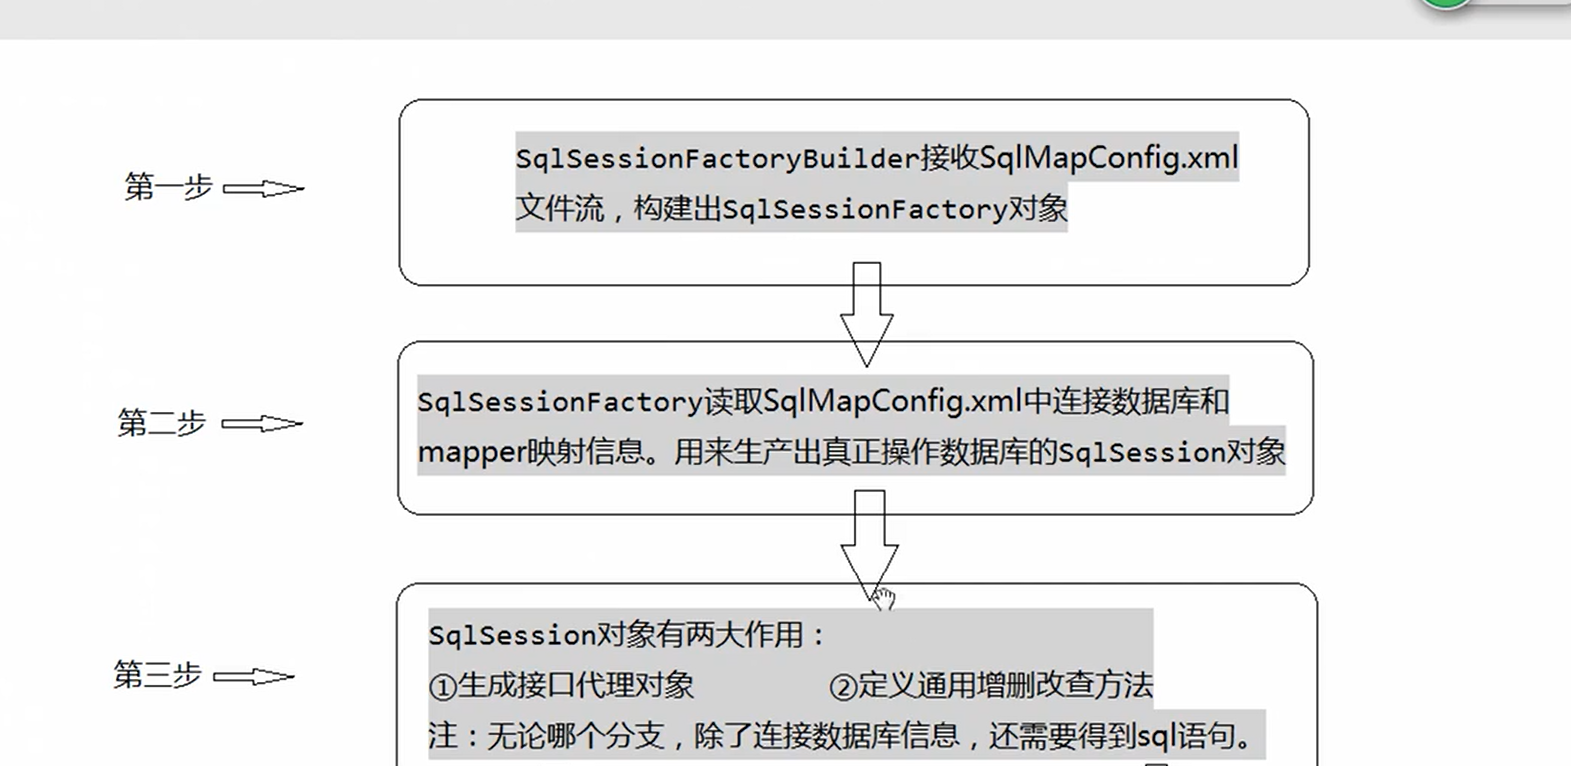 第一步
SqlSessionFactoryBuilder接收SqlMapConfig.xml
文件流，构建出SqlSessionFactory对象
第二步
SqlSessionFactory读取SqlMapConfig.xml中连接数据库和
mapper映射信息。用来生产出真正操作数据库的SqlSession对象
第三步
SqlSession对象有两大作用：
①生成接口代理对象 ②定义通用增删改查方法
注：无论哪个分支，除了连接数据库信息，还需要得到sql语句。